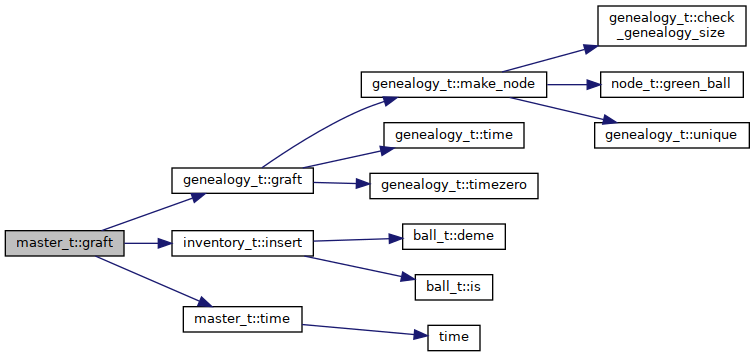 master_t::graft
genealogy_t::graft
genealogy_t::make_node
genealogy_t::check
_genealogy_size
node_t::green_ball
genealogy_t::unique
genealogy_t::time
genealogy_t::timezero
inventory_t::insert
ball_t::deme
ball_t::is
master_t::time
time